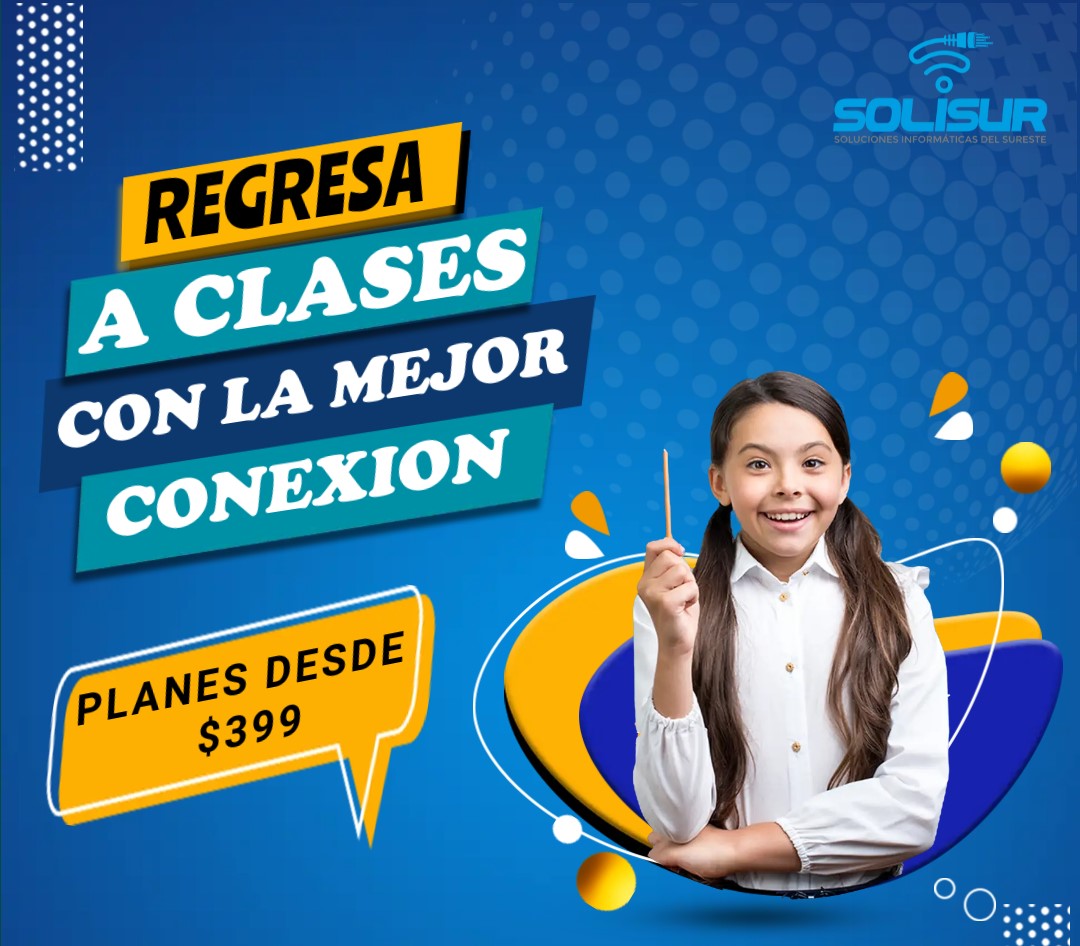 SOLISUR
SOLUCIONES INFORMÁTICAS DEL SURESTE
REGRESA
A CLASES
CON LA MEJOR
CONEXION
PLANES DESDE
$399